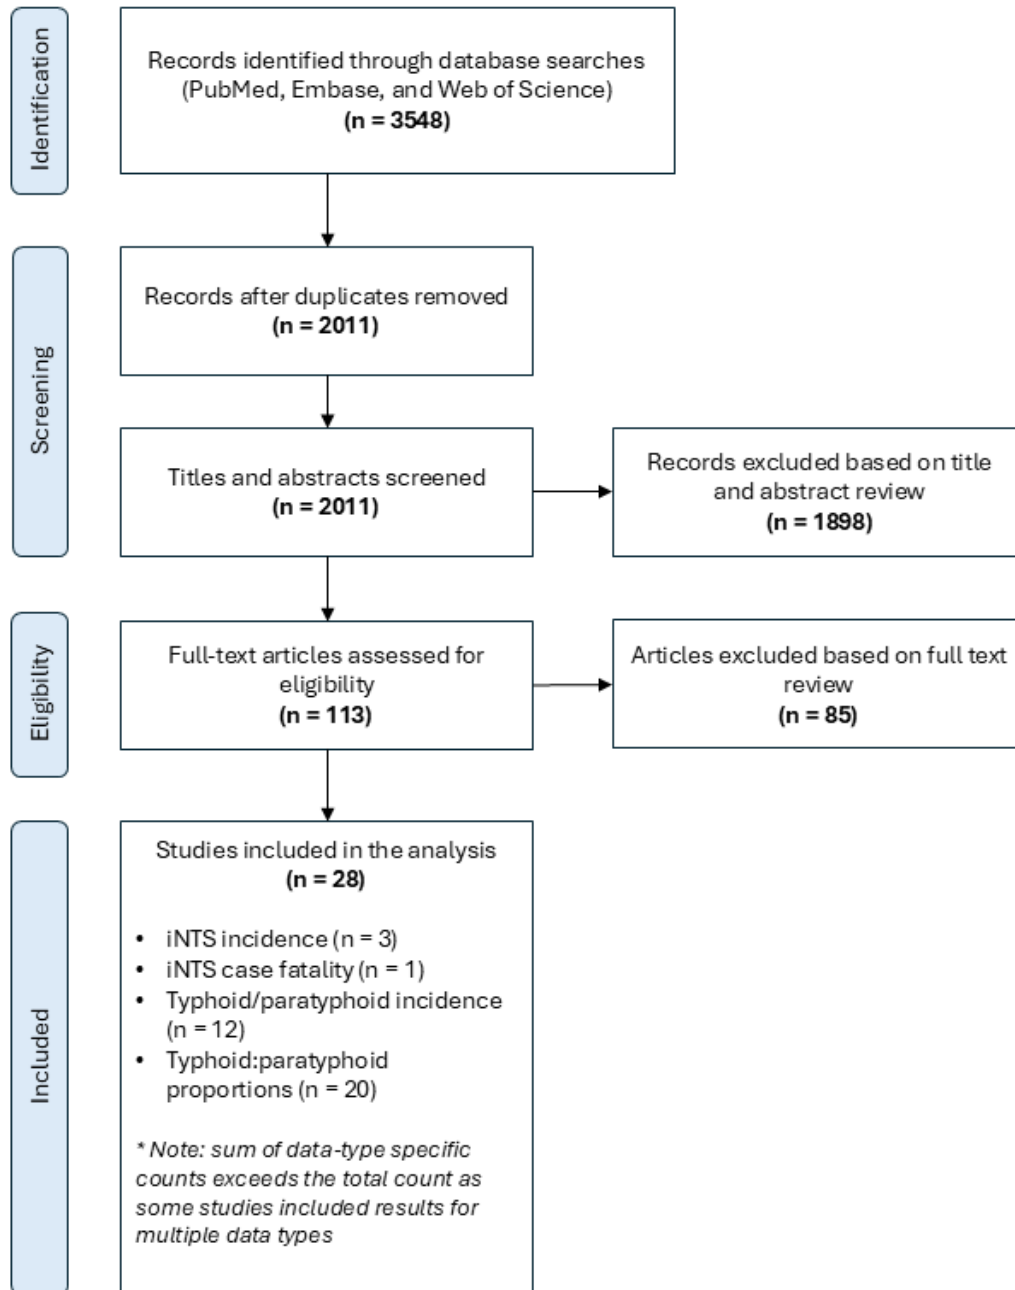 Identification
Records identified through database searches
(PubMed, Embase, and Web of Science)
(n = 3548)
Screening
Records after duplicates removed
(n = 2011)
Titles and abstracts screened
(n = 2011)
Records excluded based on title
and abstract review
(n = 1898)
Eligibility
Full-text articles assessed for
eligibility
(n = 113)
Articles excluded based on full text
review
(n = 85)
Included
Studies included in the analysis
(n = 28)
• iNTS incidence (n = 3)
• iNTS case fatality (n = 1)
• Typhoid/paratyphoid incidence
(n = 12)
• Typhoid:paratyphoid
proportions (n = 20)
* Note: sum of data-type specific
counts exceeds the total count as
some studies included results for
multiple data types